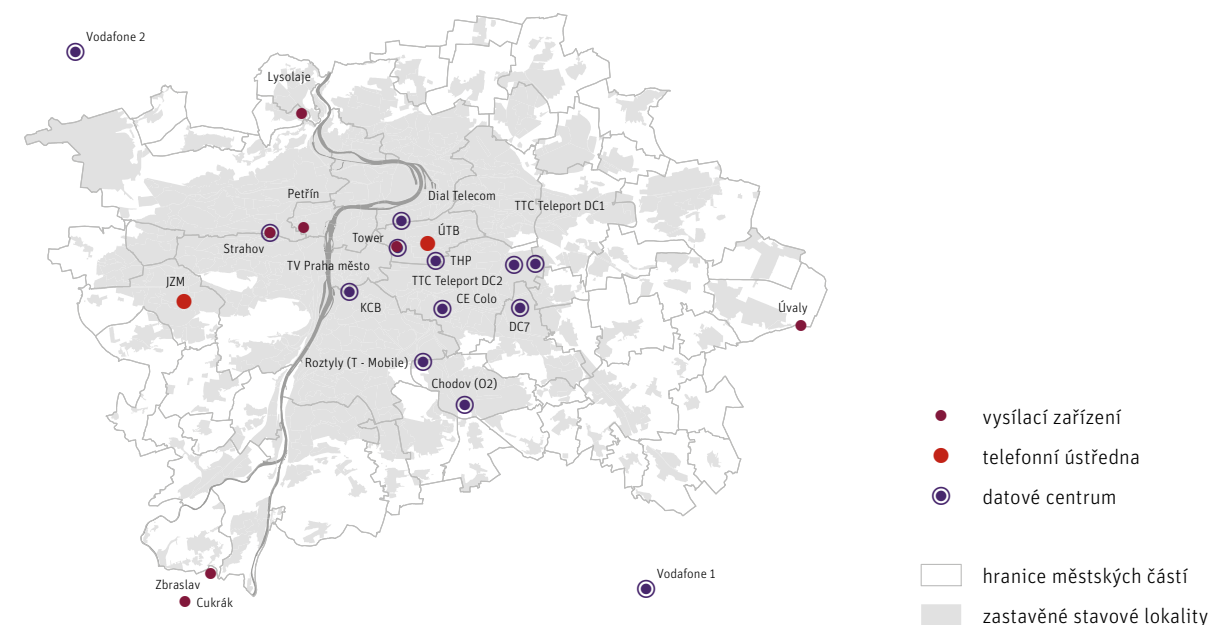 Vodafone 2
Lysolaje
Petřín
Dial Telecom
TTC Teleport DC1
Strahov
Tower
ÚTB
TV Praha město
THP
JZM
TTC Teleport DC2
CE Colo
KCB
DC7
Úvaly
Roztyly (T - Mobile)
Chodov (O2)
Vodafone 1
Zbraslav
Cukrák
vysílací zařízení
telefonní ústředna
datové centrum
hranice městských částí
zastavěné stavové lokality